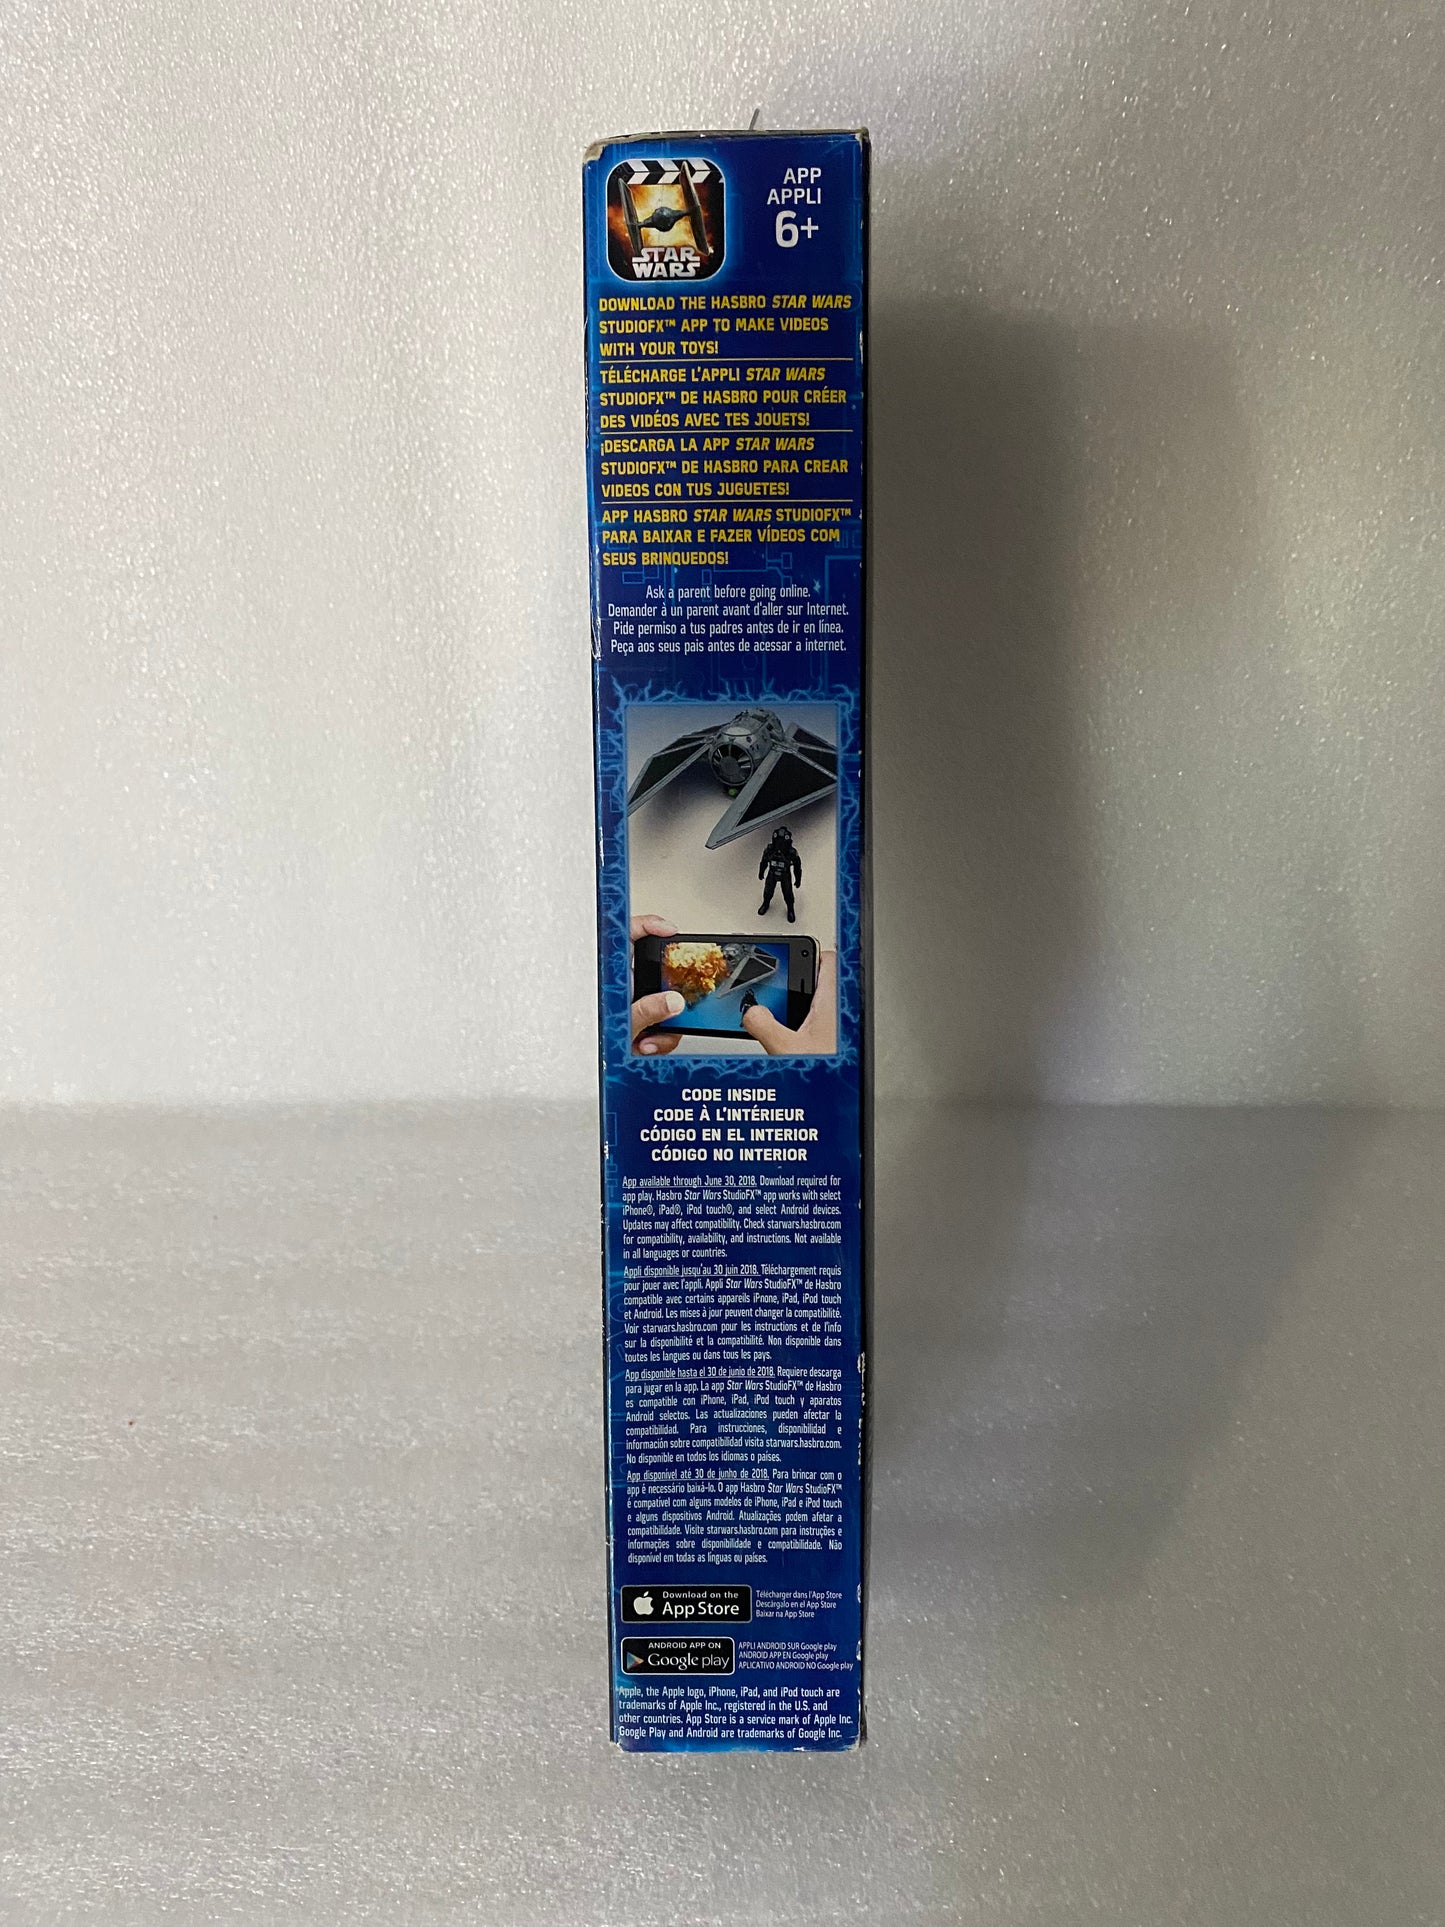 STAR
WARS
APP
APPLI
6+
DOWNLOAD THE HASBRO STAR WARS
STUDIOFX™ APP TO MAKE VIDEOS
WITH YOUR TOYS!
TÉLÉCHARGE L'APPLI STAR WARS
STUDIOFX™ DE HASBRO POUR CRÉER
DES VIDÉOS AVEC TES JOUETS!
¡DESCARGA LA APP STAR WARS
STUDIOFX™ DE HASBRO PARA CREAR
VIDEOS CON TUS JUGUETES!
APP HASBRO STAR WARS STUDIOFX™
PARA BAIXAR E FAZER VÍDEOS COM
SEUS BRINQUEDOS!
Ask a parent before going online.
Demander à un parent avant d'aller sur Internet.
Pide permiso a tus padres antes de ir en línea.
Peça aos seus pais antes de acessar a internet.
CODE INSIDE
CODE À L'INTÉRIEUR
CÓDIGO EN EL INTERIOR
CÓDIGO NO INTERIOR
App available through June 30, 2018. Download required for
app play. Hasbro Star Wars StudioFX™ app works with select
iPhone®, iPad®, iPod touch®, and select Android devices.
Updates may affect compatibility. Check starwars.hasbro.com
for compatibility, availability, and instructions. Not available
in all languages or countries.
Appli disponible jusqu'au 30 juin 2018. Téléchargement requis
pour jouer avec l'appli. Appli Star Wars StudioFX™ de Hasbro
compatible avec certains appareils iPhone, iPad, iPod touch
et Android. Les mises à jour peuvent changer la compatibilité.
Voir starwars.hasbro.com pour les instructions et de l'info
sur la disponibilité et la compatibilité. Non disponible dans
toutes les langues ou dans tous les pays.
App disponible hasta el 30 de junio de 2018. Requiere descarga
para jugar en la app. La app Star Wars StudioFX™ de Hasbro
es compatible con iPhone, iPad, iPod touch y aparatos
Android selectos. Las actualizaciones pueden afectar la
compatibilidad. Para instrucciones, disponibilidad e
información sobre compatibilidad visita starwars.hasbro.com.
No disponible en todos los idiomas o países.
App disponível até 30 de junho de 2018. Para brincar com o
app é necessário baixá-lo. O app Hasbro Star Wars StudioFX™
é compatível com alguns modelos de iPhone, iPad e iPod touch
e alguns dispositivos Android. Atualizações podem afetar a
compatibilidade. Visite starwars.hasbro.com para instruções e
informações sobre disponibilidade e compatibilidade. Não
disponível em todas as línguas ou países.
Download on the
App Store
Télécharger dans l'App Store
Descárgalo en el App Store
Baixar na App Store
ANDROID APP ON
Google play
APPLI ANDROID SUR Google play
ANDROID APP EN Google play
APLICATIVO ANDROID NO Google play
Apple, the Apple logo, iPhone, iPad, and iPod touch are
trademarks of Apple Inc., registered in the U.S. and
other countries. App Store is a service mark of Apple Inc.
Google Play and Android are trademarks of Google Inc.